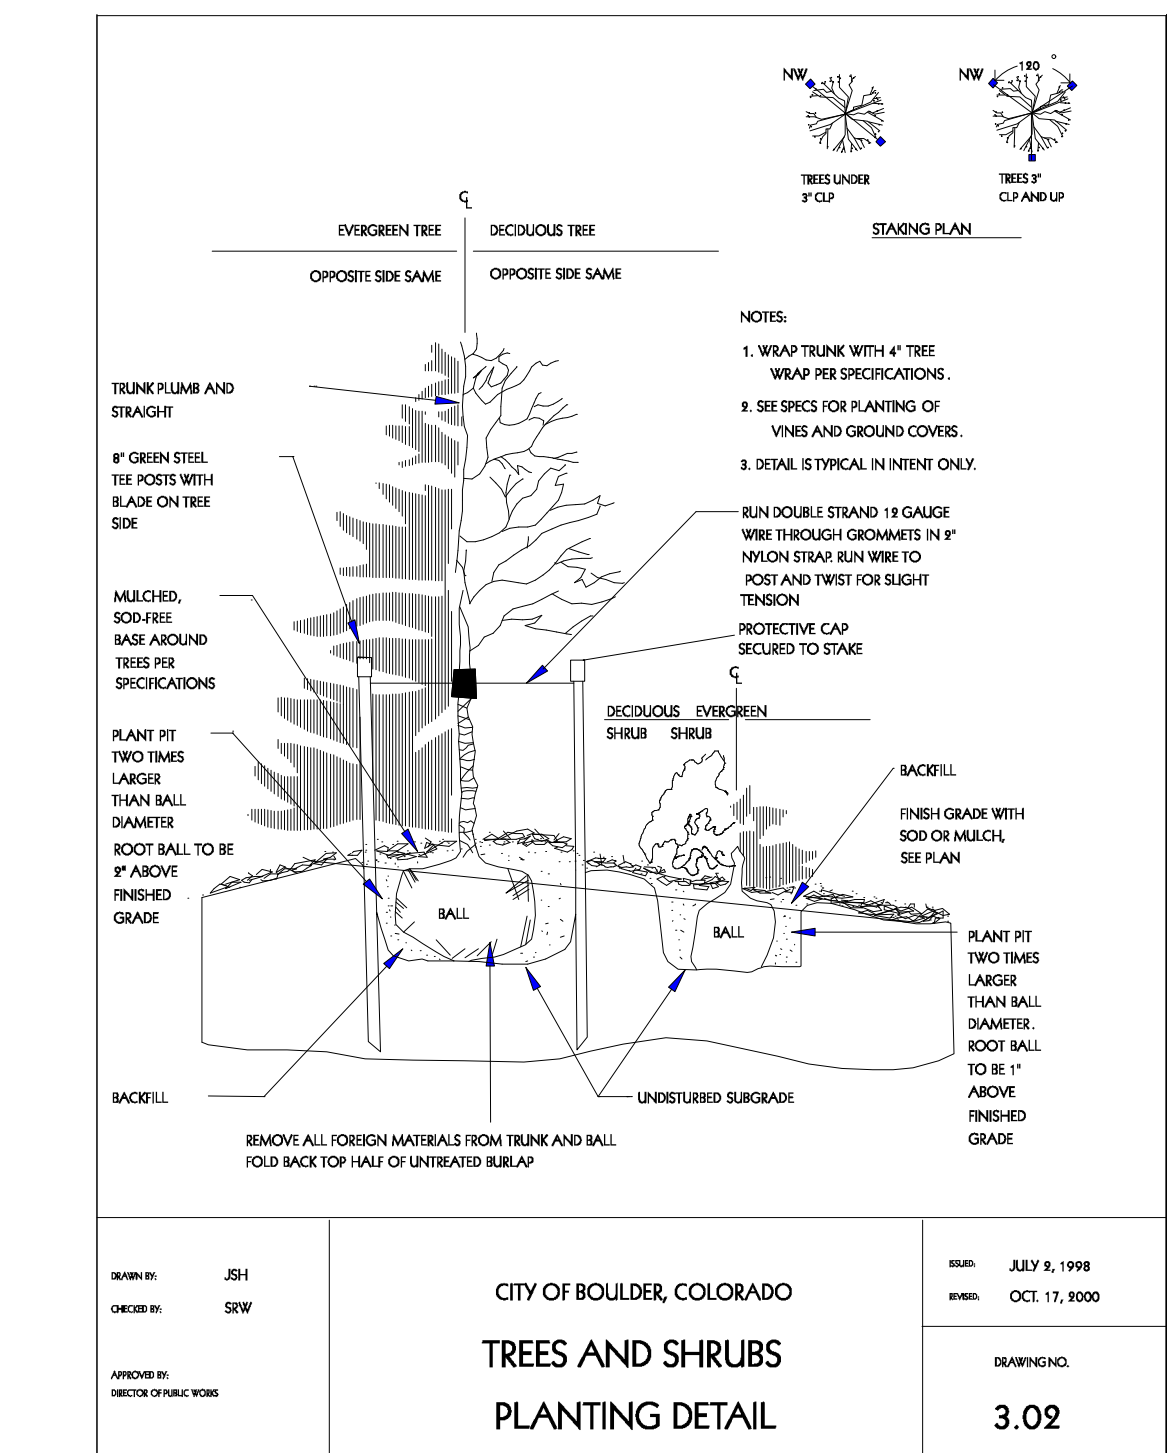 NW
NW
120 °
TREES UNDER
3" CLP
TREES 3"
CLP AND UP
STAKING PLAN
℄
EVERGREEN TREE
DECIDUOUS TREE
OPPOSITE SIDE SAME
OPPOSITE SIDE SAME
NOTES:
1. WRAP TRUNK WITH 4" TREE
WRAP PER SPECIFICATIONS.
2. SEE SPECS FOR PLANTING OF
VINES AND GROUND COVERS.
3. DETAIL IS TYPICAL IN INTENT ONLY.
TRUNK PLUMB AND
STRAIGHT
8" GREEN STEEL
TEE POSTS WITH
BLADE ON TREE
SIDE
RUN DOUBLE STRAND 12 GAUGE
WIRE THROUGH GROMMETS IN 2"
NYLON STRAP. RUN WIRE TO
POST AND TWIST FOR SLIGHT
TENSION
MULCHED,
SOD-FREE
BASE AROUND
TREES PER
SPECIFICATIONS
PROTECTIVE CAP
SECURED TO STAKE
℄
DECIDUOUS EVERGREEN
SHRUB SHRUB
PLANT PIT
TWO TIMES
LARGER
THAN BALL
DIAMETER
ROOT BALL TO BE
2" ABOVE
FINISHED
GRADE
BACKFILL
FINISH GRADE WITH
SOD OR MULCH,
SEE PLAN
BALL
BALL
PLANT PIT
TWO TIMES
LARGER
THAN BALL
DIAMETER.
ROOT BALL
TO BE 1"
ABOVE
FINISHED
GRADE
BACKFILL
UNDISTURBED SUBGRADE
REMOVE ALL FOREIGN MATERIALS FROM TRUNK AND BALL
FOLD BACK TOP HALF OF UNTREATED BURLAP
DRAWN BY: JSH
CHECKED BY: SRW
APPROVED BY:
DIRECTOR OF PUBLIC WORKS
CITY OF BOULDER, COLORADO
TREES AND SHRUBS
PLANTING DETAIL
ISSUED: JULY 2, 1998
REVISED: OCT. 17, 2000
DRAWING NO.
3.02